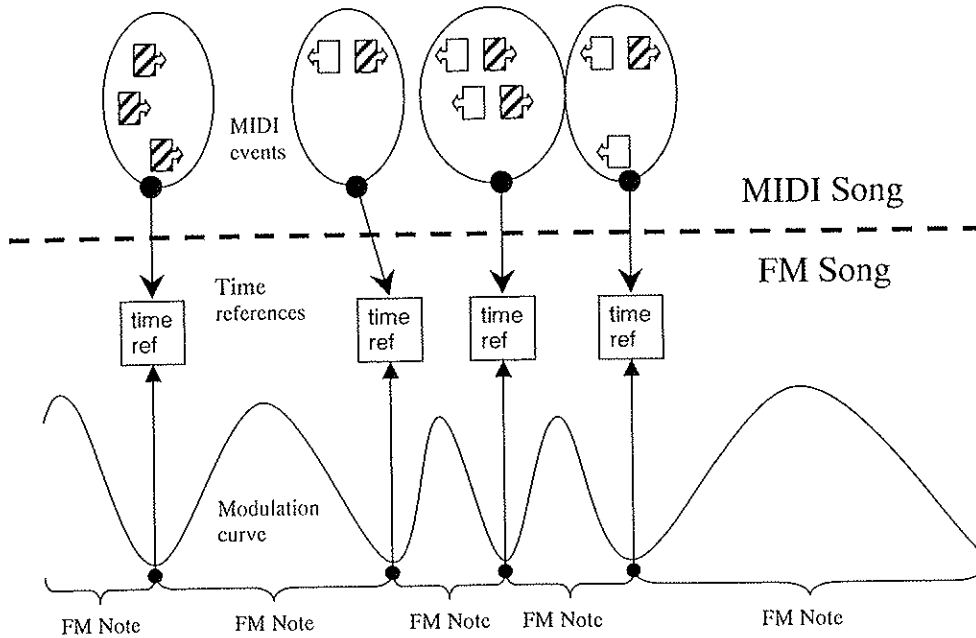 MIDI
events
MIDI Song
FM Song
Time
references
time
ref
time
ref
time
ref
time
ref
Modulation
curve
FM Note
FM Note
FM Note
FM Note
FM Note